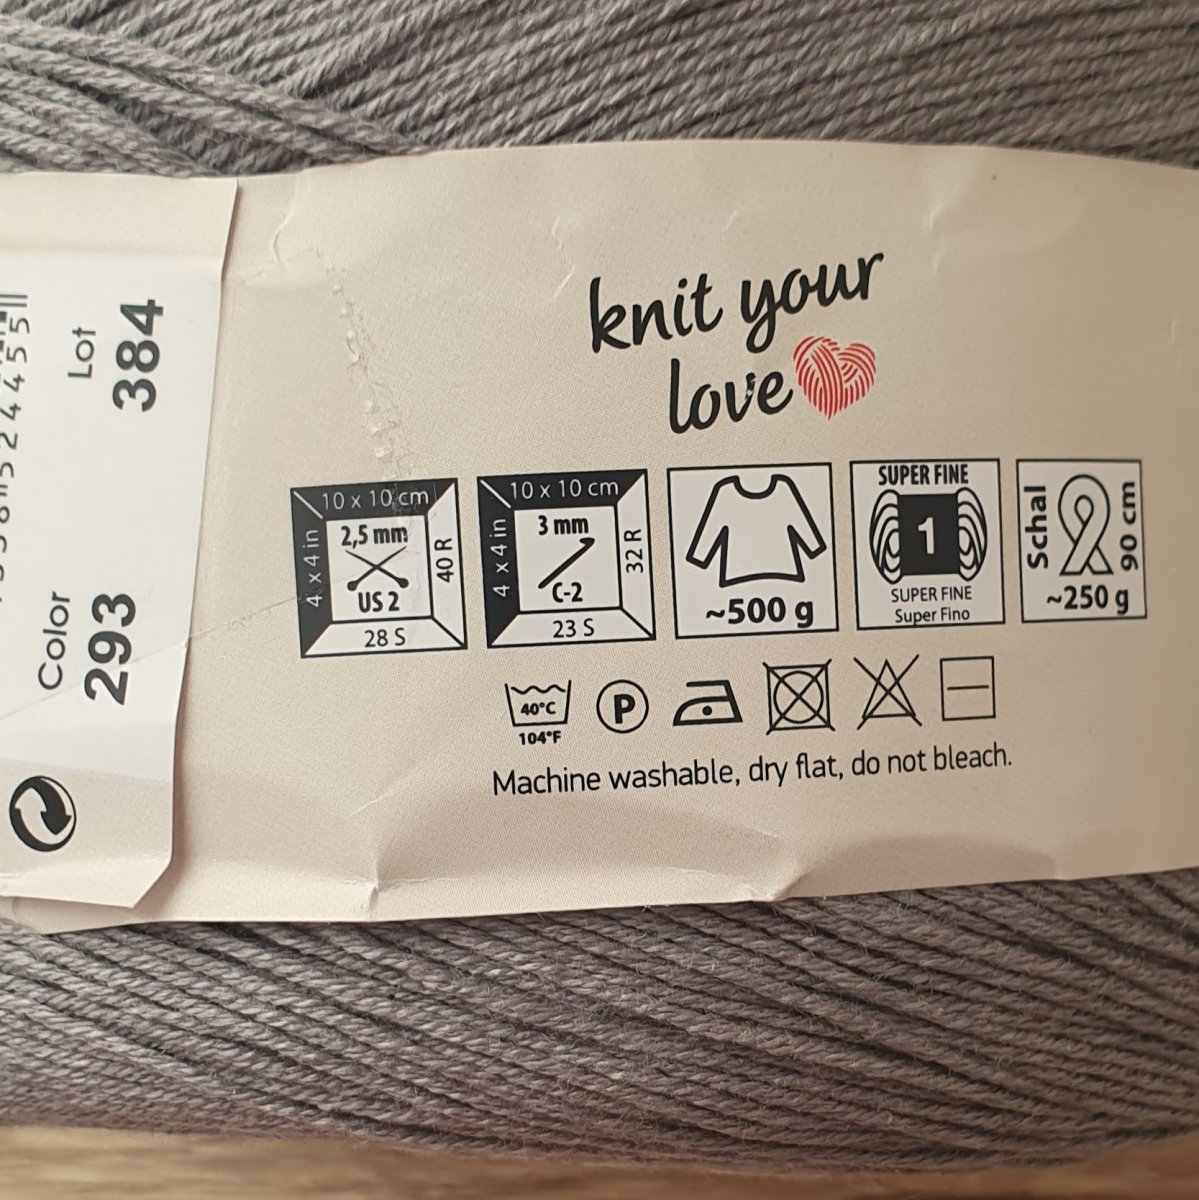 knit your
love
10 x 10 cm
4 x 4 in
2,5 mm
US 2
40 R
28 S
10 x 10 cm
4 x 4 in
3 mm
C-2
32 R
23 S
~500 g
SUPER FINE
1
SUPER FINE
Super Fino
Schal
90 cm
~250 g
40°C
104°F
P
Machine washable, dry flat, do not bleach.
Color
293
Lot
384